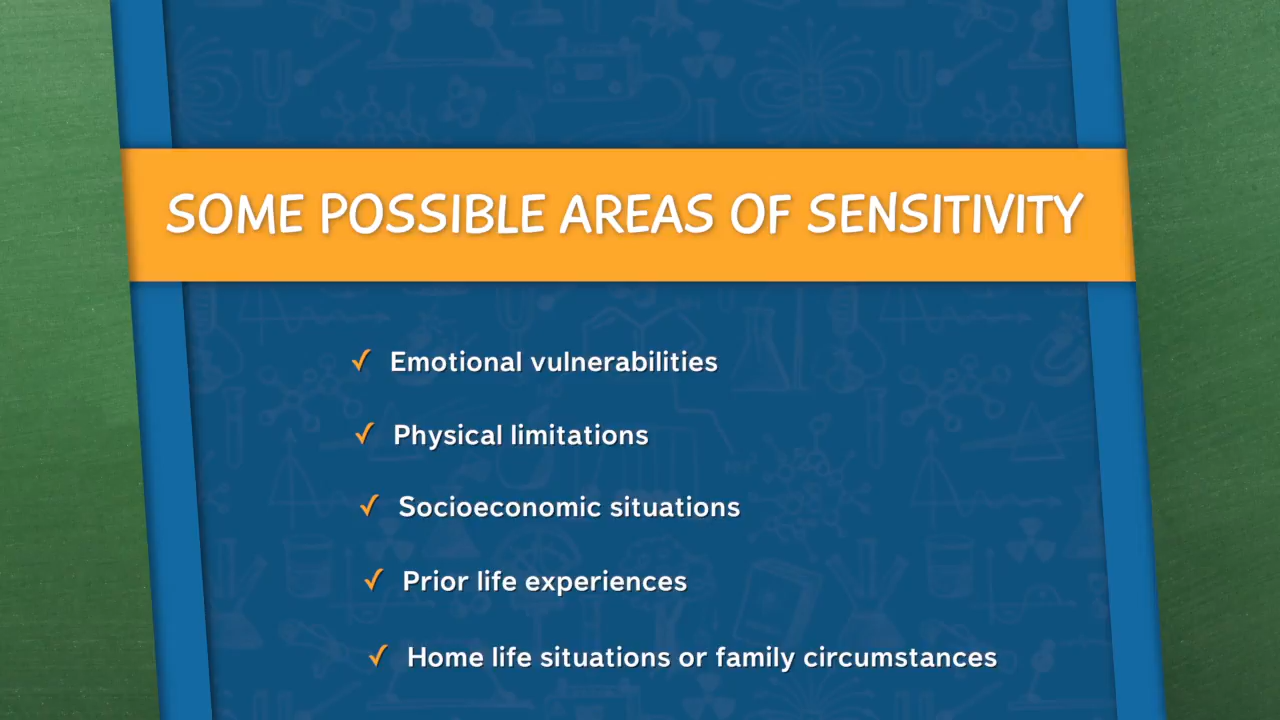 SOME POSSIBLE AREAS OF SENSITIVITY
✓ Emotional vulnerabilities
✓ Physical limitations
✓ Socioeconomic situations
✓ Prior life experiences
✓ Home life situations or family circumstances